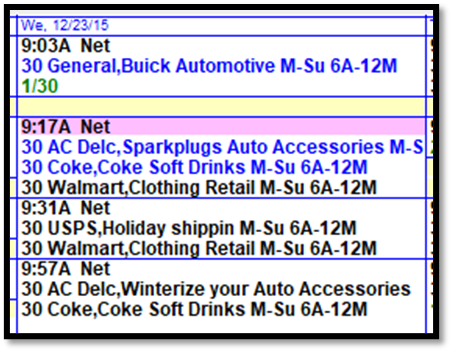 We, 12/23/15
9:03A Net
30 General,Buick Automotive M-Su 6A-12M
1/30
9:17A Net
30 AC Delc,Sparkplugs Auto Accessories M-S
30 Coke,Coke Soft Drinks M-Su 6A-12M
30 Walmart,Clothing Retail M-Su 6A-12M
9:31A Net
30 USPS,Holiday shippin M-Su 6A-12M
30 Walmart,Clothing Retail M-Su 6A-12M
9:57A Net
30 AC Delc,Winterize your Auto Accessories
30 Coke,Coke Soft Drinks M-Su 6A-12M